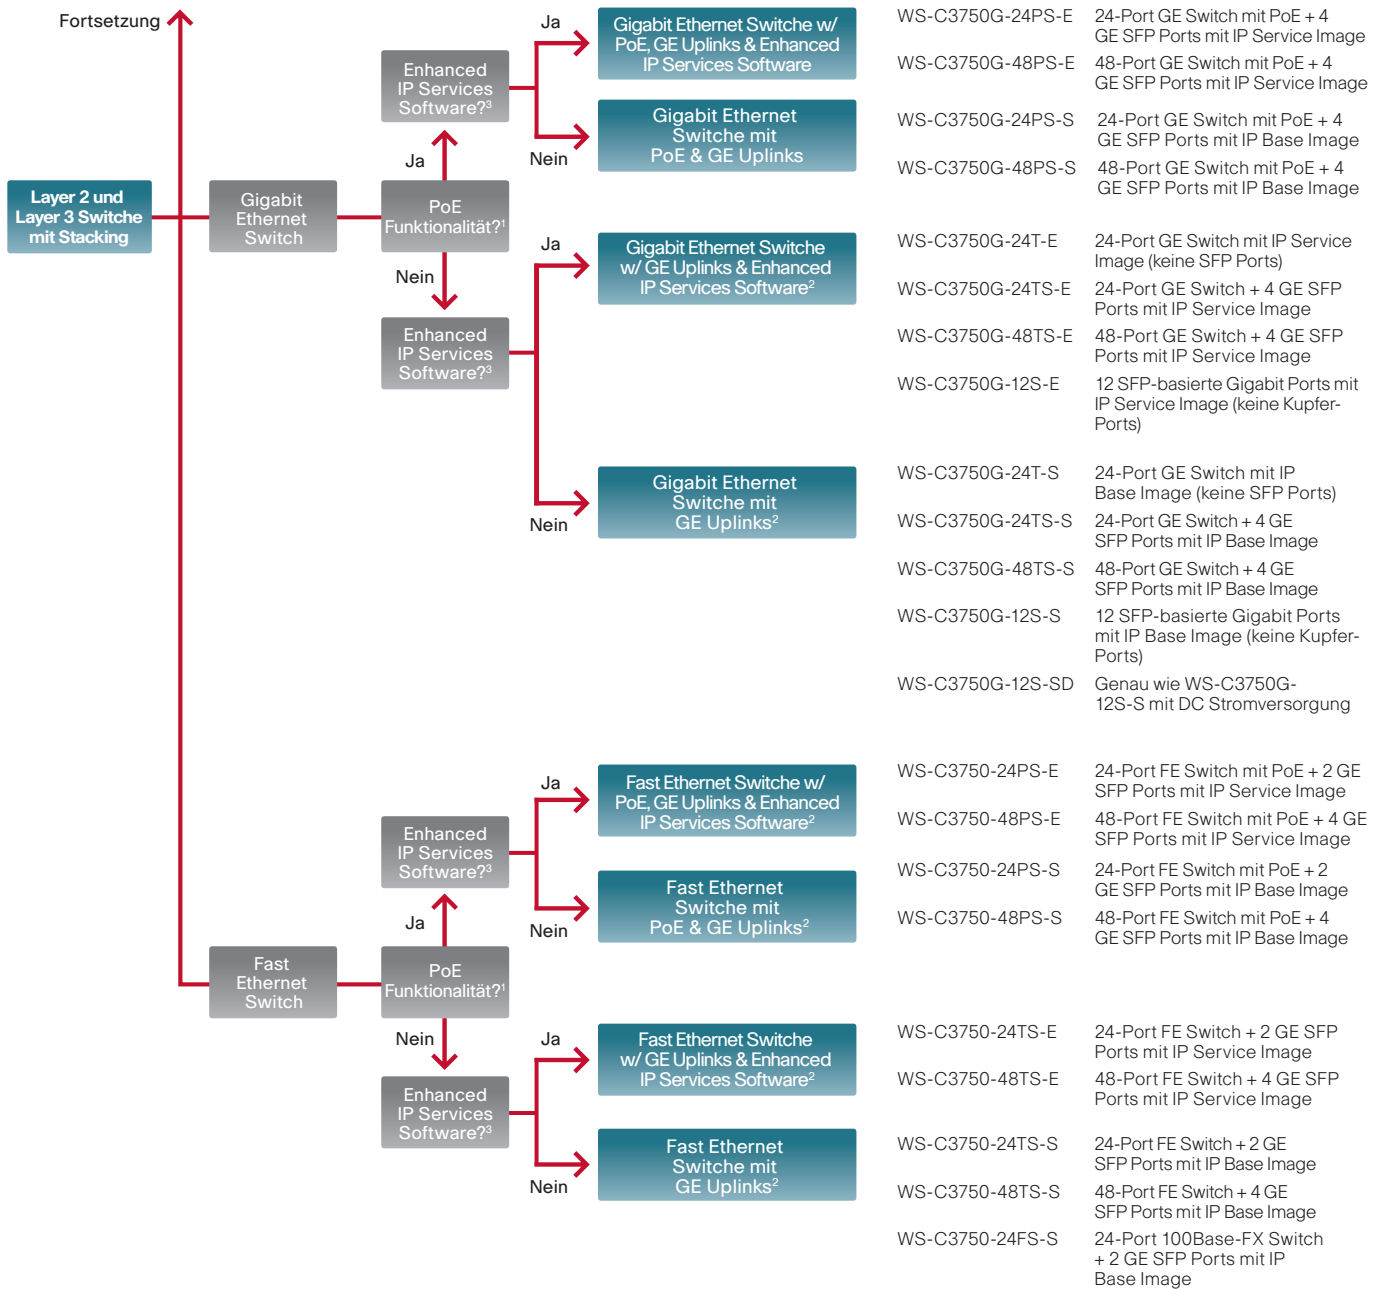 Fortsetzung
Layer 2 und
Layer 3 Switche
mit Stacking
Gigabit
Ethernet
Switch
PoE
Funktionalität?¹
Ja
Enhanced
IP Services
Software?³
Ja
Gigabit Ethernet Switche w/
PoE, GE Uplinks & Enhanced
IP Services Software
WS-C3750G-24PS-E 24-Port GE Switch mit PoE + 4
GE SFP Ports mit IP Service Image
WS-C3750G-48PS-E 48-Port GE Switch mit PoE + 4
GE SFP Ports mit IP Service Image
Nein
Gigabit Ethernet
Switche mit
PoE & GE Uplinks
WS-C3750G-24PS-S 24-Port GE Switch mit PoE + 4
GE SFP Ports mit IP Base Image
WS-C3750G-48PS-S 48-Port GE Switch mit PoE + 4
GE SFP Ports mit IP Base Image
Nein
Enhanced
IP Services
Software?³
Ja
Gigabit Ethernet Switche
w/ GE Uplinks & Enhanced
IP Services Software²
WS-C3750G-24T-E 24-Port GE Switch mit IP Service
Image (keine SFP Ports)
WS-C3750G-24TS-E 24-Port GE Switch + 4 GE SFP
Ports mit IP Service Image
WS-C3750G-48TS-E 48-Port GE Switch + 4 GE SFP
Ports mit IP Service Image
WS-C3750G-12S-E 12 SFP-basierte Gigabit Ports mit
IP Service Image (keine Kupfer-
Ports)
Nein
Gigabit Ethernet
Switche mit
GE Uplinks²
WS-C3750G-24T-S 24-Port GE Switch mit IP
Base Image (keine SFP Ports)
WS-C3750G-24TS-S 24-Port GE Switch + 4 GE
SFP Ports mit IP Base Image
WS-C3750G-48TS-S 48-Port GE Switch + 4 GE
SFP Ports mit IP Base Image
WS-C3750G-12S-S 12 SFP-basierte Gigabit Ports
mit IP Base Image (keine Kupfer-
Ports)
WS-C3750G-12S-SD Genau wie WS-C3750G-
12S-S mit DC Stromversorgung
Fast
Ethernet
Switch
PoE
Funktionalität?¹
Ja
Enhanced
IP Services
Software?³
Ja
Fast Ethernet Switche w/
PoE, GE Uplinks & Enhanced
IP Services Software²
WS-C3750-24PS-E 24-Port FE Switch mit PoE + 2 GE
SFP Ports mit IP Service Image
WS-C3750-48PS-E 48-Port FE Switch mit PoE + 4 GE
SFP Ports mit IP Service Image
Nein
Fast Ethernet
Switche mit
PoE & GE Uplinks²
WS-C3750-24PS-S 24-Port FE Switch mit PoE + 2
GE SFP Ports mit IP Base Image
WS-C3750-48PS-S 48-Port FE Switch mit PoE + 4
GE SFP Ports mit IP Base Image
Nein
Enhanced
IP Services
Software?³
Ja
Fast Ethernet Switche
w/ GE Uplinks & Enhanced
IP Services Software²
WS-C3750-24TS-E 24-Port FE Switch + 2 GE SFP
Ports mit IP Service Image
WS-C3750-48TS-E 48-Port FE Switch + 4 GE SFP
Ports mit IP Service Image
Nein
Fast Ethernet
Switche mit
GE Uplinks²
WS-C3750-24TS-S 24-Port FE Switch + 2 GE
SFP Ports mit IP Base Image
WS-C3750-48TS-S 48-Port FE Switch + 4 GE
SFP Ports mit IP Base Image
WS-C3750-24FS-S 24-Port 100Base-FX Switch
+ 2 GE SFP Ports mit IP
Base Image